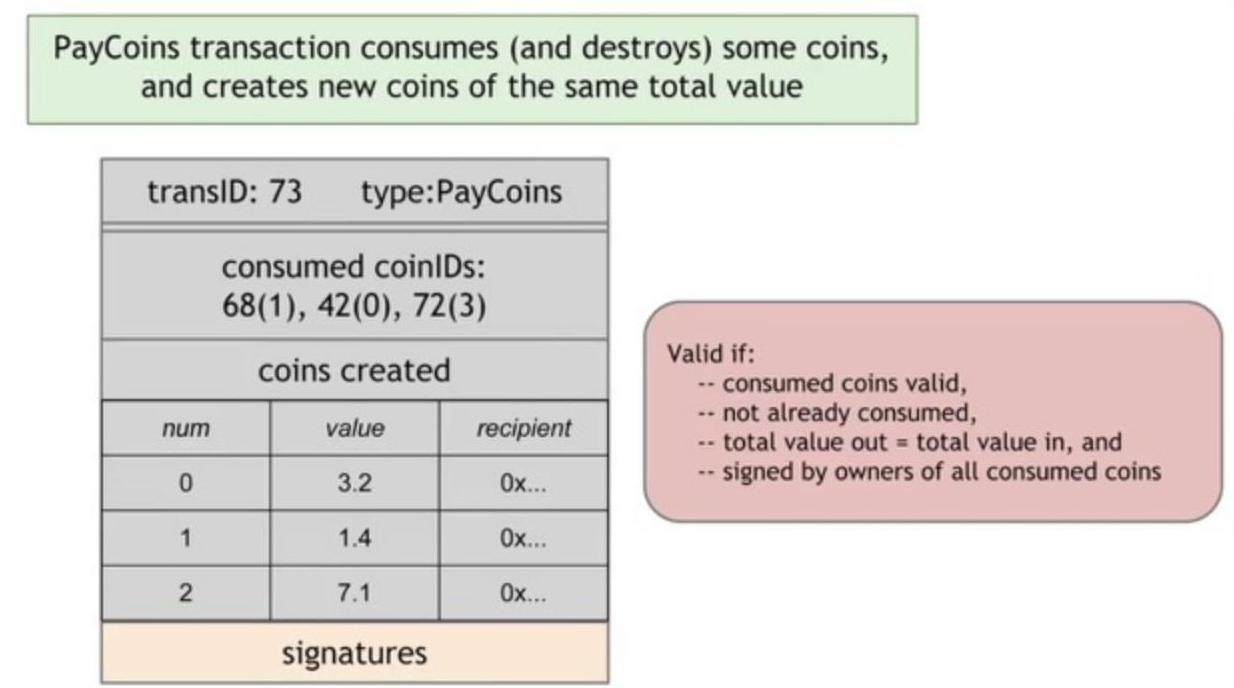 PayCoins transaction consumes (and destroys) some coins,
and creates new coins of the same total value
transID: 73 type:PayCoins
consumed coinIDs:
68(1), 42(0), 72(3)
coins created
num value recipient
0 3.2 0x...
1 1.4 0x...
2 7.1 0x...
signatures
Valid if:
-- consumed coins valid,
-- not already consumed,
-- total value out = total value in, and
-- signed by owners of all consumed coins